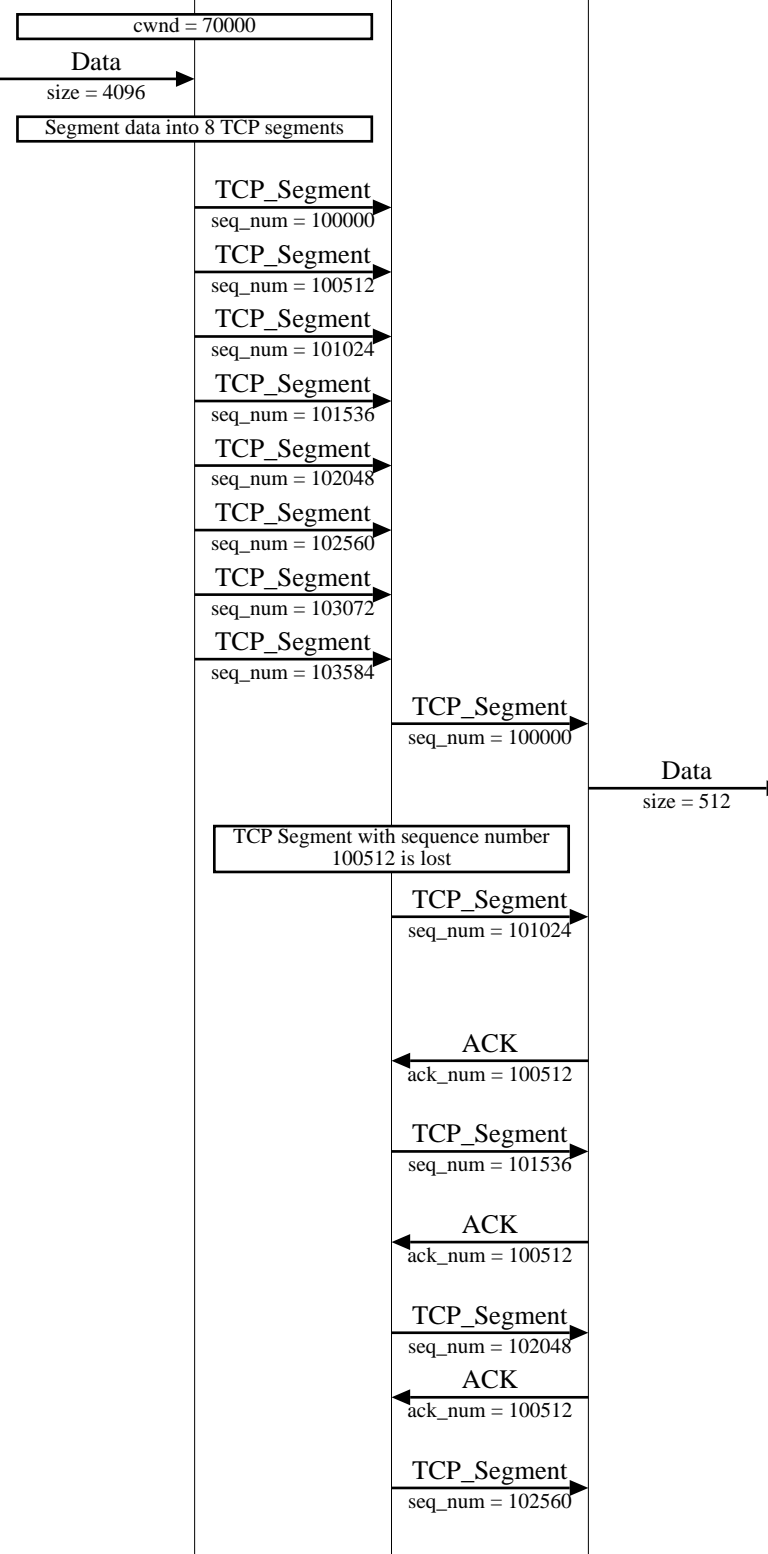 cwnd = 70000
Data
size = 4096
Segment data into 8 TCP segments
TCP_Segment
seq_num = 100000
TCP_Segment
seq_num = 100512
TCP_Segment
seq_num = 101024
TCP_Segment
seq_num = 101536
TCP_Segment
seq_num = 102048
TCP_Segment
seq_num = 102560
TCP_Segment
seq_num = 103072
TCP_Segment
seq_num = 103584
TCP_Segment
seq_num = 100000
Data
size = 512
TCP Segment with sequence number
100512 is lost
TCP_Segment
seq_num = 101024
ACK
ack_num = 100512
TCP_Segment
seq_num = 101536
ACK
ack_num = 100512
TCP_Segment
seq_num = 102048
ACK
ack_num = 100512
TCP_Segment
seq_num = 102560